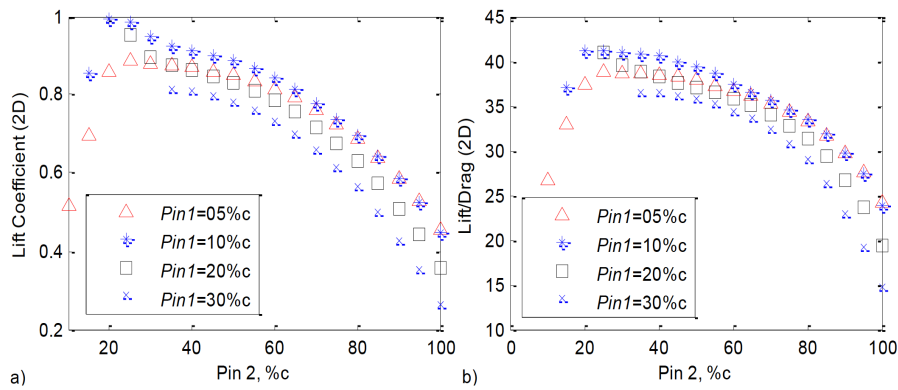 1
0.8
0.6
0.4
0.2
Lift Coefficient (2D)
Pin1=05%c
Pin1=10%c
Pin1=20%c
Pin1=30%c
20 40 60 80 100
Pin 2, %c
a)
45
40
35
30
25
20
15
10
Lift/Drag (2D)
Pin1=05%c
Pin1=10%c
Pin1=20%c
Pin1=30%c
0 20 40 60 80 100
Pin 2, %c
b)